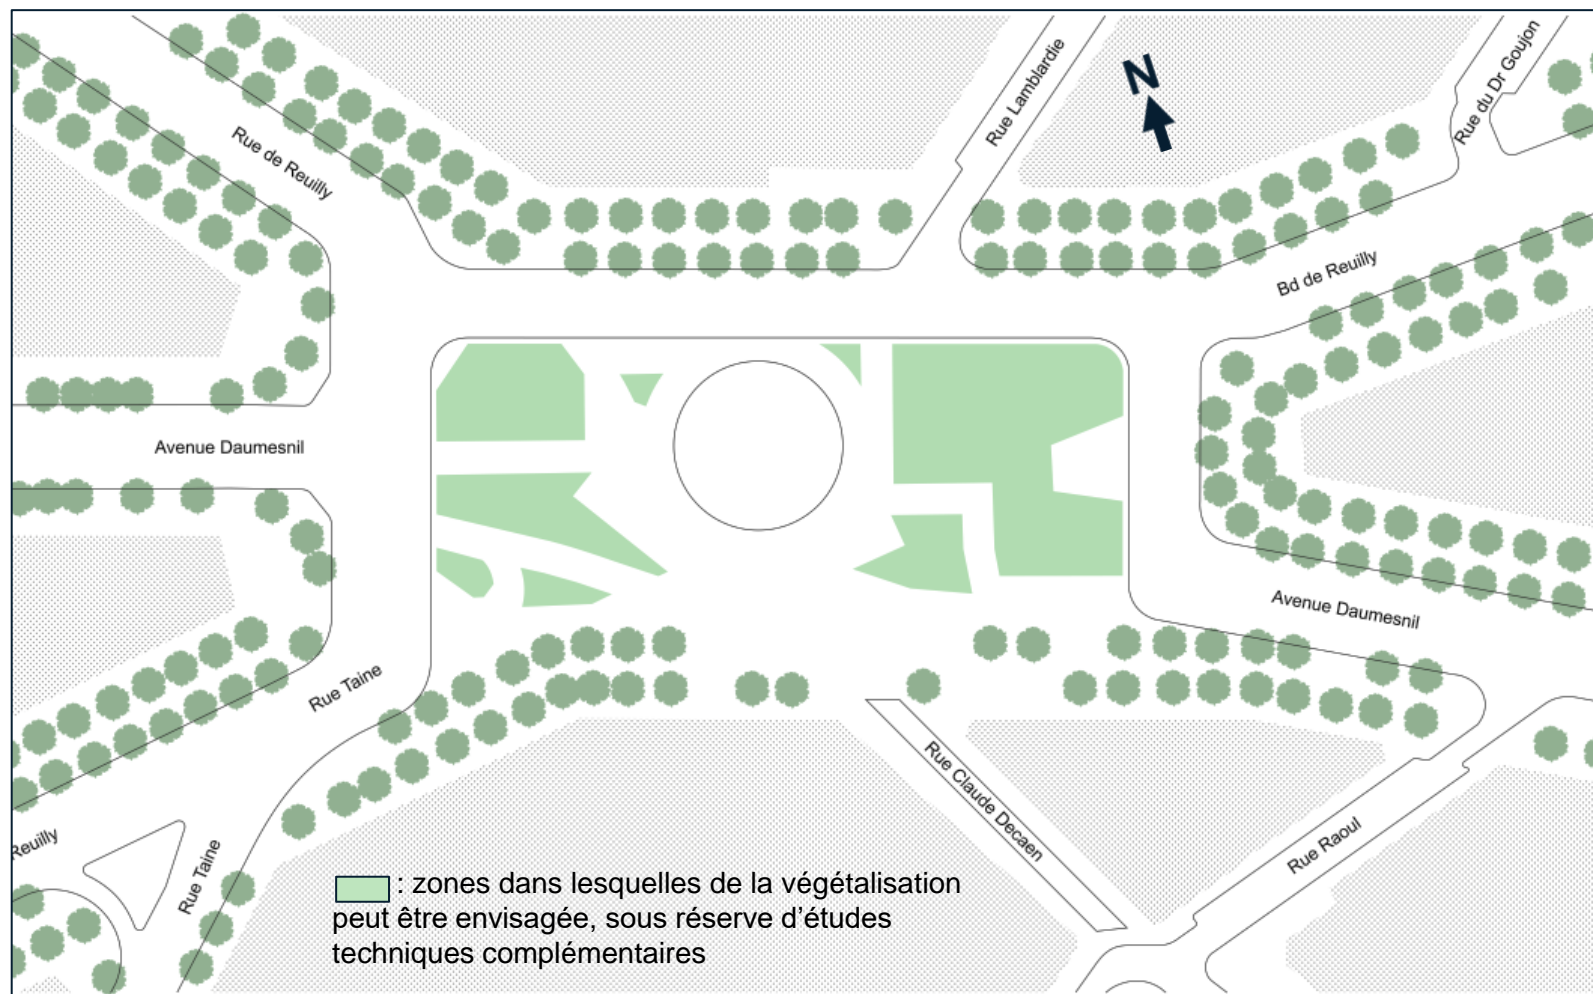 Rue Lamblardie
N
Rue du Dr Goujon
Rue de Reuilly
Bd de Reuilly
Avenue Daumesnil
Avenue Daumesnil
Rue Taine
Rue Claude Decaen
Rue Raoul
Reuilly
Rue Taine
: zones dans lesquelles de la végétalisation
peut être envisagée, sous réserve d’études
techniques complémentaires